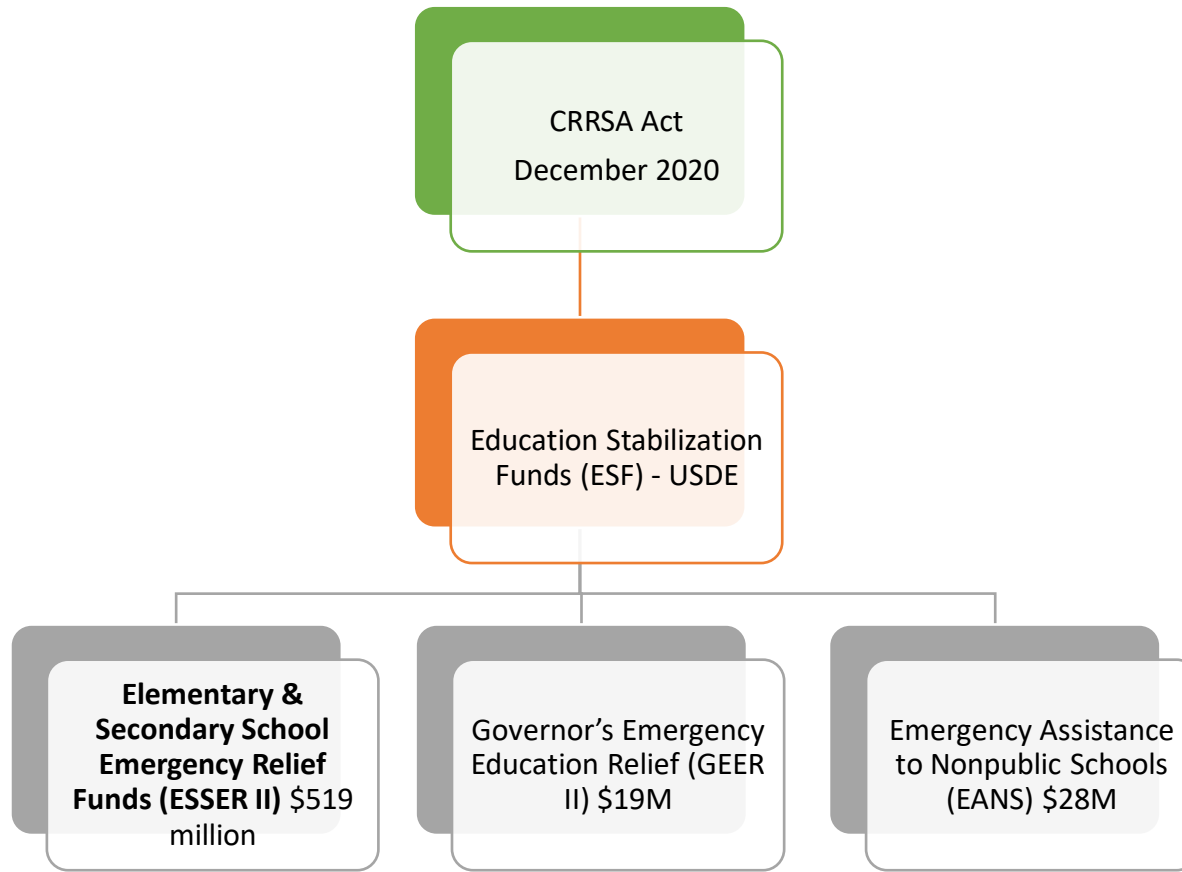 CRRSA Act
December 2020
Education Stabilization
Funds (ESF) - USDE
Elementary &
Secondary School
Emergency Relief
Funds (ESSER II) $519
million
Governor’s Emergency
Education Relief (GEER
II) $19M
Emergency Assistance
to Nonpublic Schools
(EANS) $28M